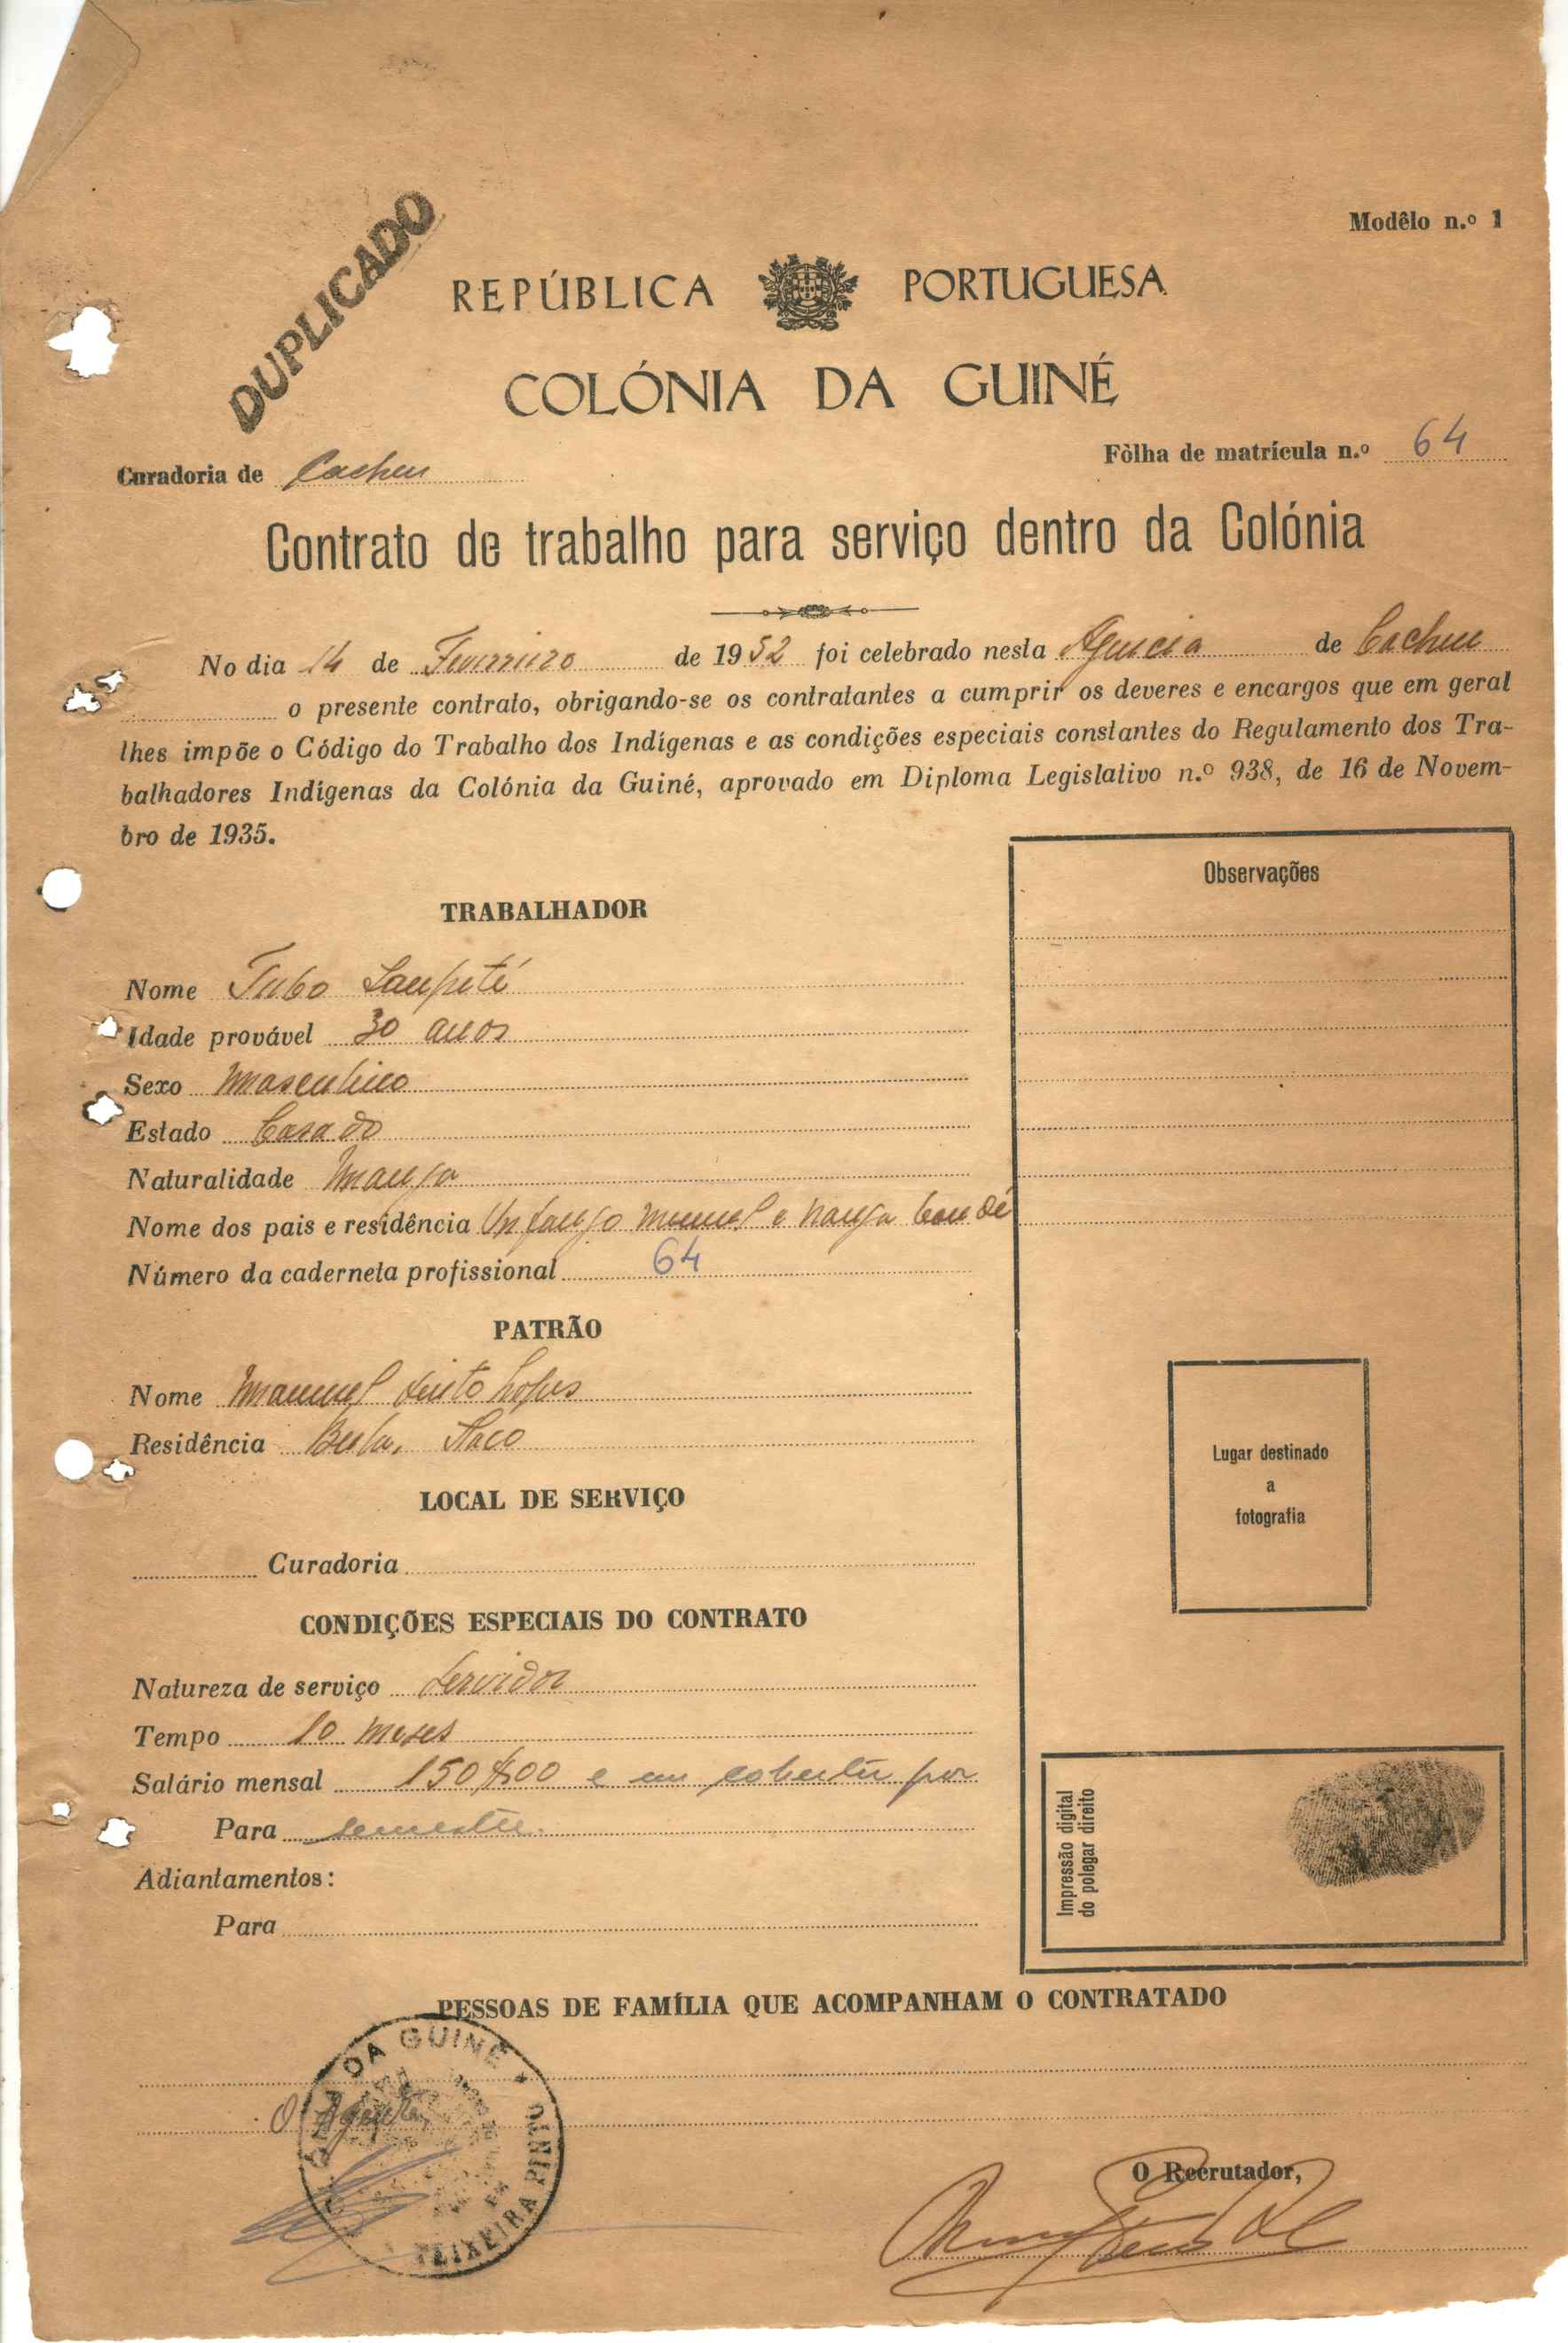 Modêlo n.º 1
DUPLICADO
REPÚBLICA PORTUGUESA
COLÓNIA DA GUINÉ
Fôlha de matrícula n.º 64
Curadoria de Cacheu
Contrato de trabalho para serviço dentro da Colónia
No dia 14 de Fevereiro de 1952 foi celebrado nesta Agencia de Cacheu
o presente contrato, obrigando-se os contratantes a cumprir os deveres e encargos que em geral
lhes impõe o Código do Trabalho dos Indígenas e as condições especiais constantes do Regulamento dos Tra-
balhadores Indígenas da Colónia da Guiné, aprovado em Diploma Legislativo n.º 938, de 16 de Novem-
bro de 1935.
Observações
TRABALHADOR
Nome
Idade provável 30 anos
Sexo Masculino
Estado Casado
Naturalidade
Nome dos pais e residência
Número da caderneta profissional 64
PATRÃO
Nome Manuel Pinto Lopes
Residência
Lugar destinado
a
fotografia
LOCAL DE SERVIÇO
Curadoria
CONDIÇÕES ESPECIAIS DO CONTRATO
Natureza de serviço Servidor
Tempo 10 meses
Salário mensal 150$00 e um por
Para semestre.
Adiantamentos:
Para
Impressão digital
do polegar direito
PESSOAS DE FAMÍLIA QUE ACOMPANHAM O CONTRATADO
DA GUINÉ
TEIXEIRA PINTO
O Agente,
O Recrutador,